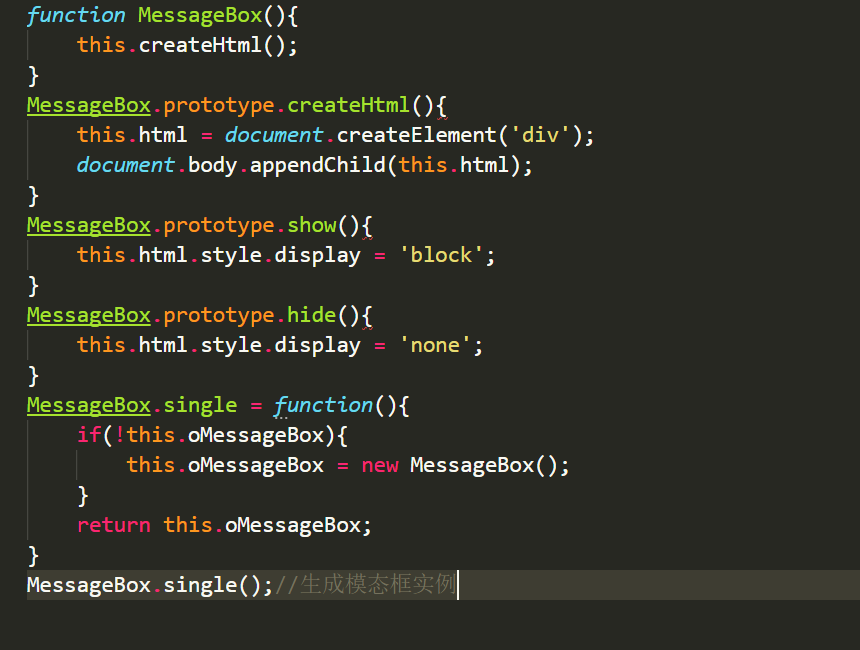 function MessageBox(){
    this.createHtml();
}
MessageBox.prototype.createHtml(){
    this.html = document.createElement('div');
    document.body.appendChild(this.html);
}
MessageBox.prototype.show(){
    this.html.style.display = 'block';
}
MessageBox.prototype.hide(){
    this.html.style.display = 'none';
}
MessageBox.single = function(){
    if(!this.oMessageBox){
        this.oMessageBox = new MessageBox();
    }
    return this.oMessageBox;
}
MessageBox.single();//生成模态框实例